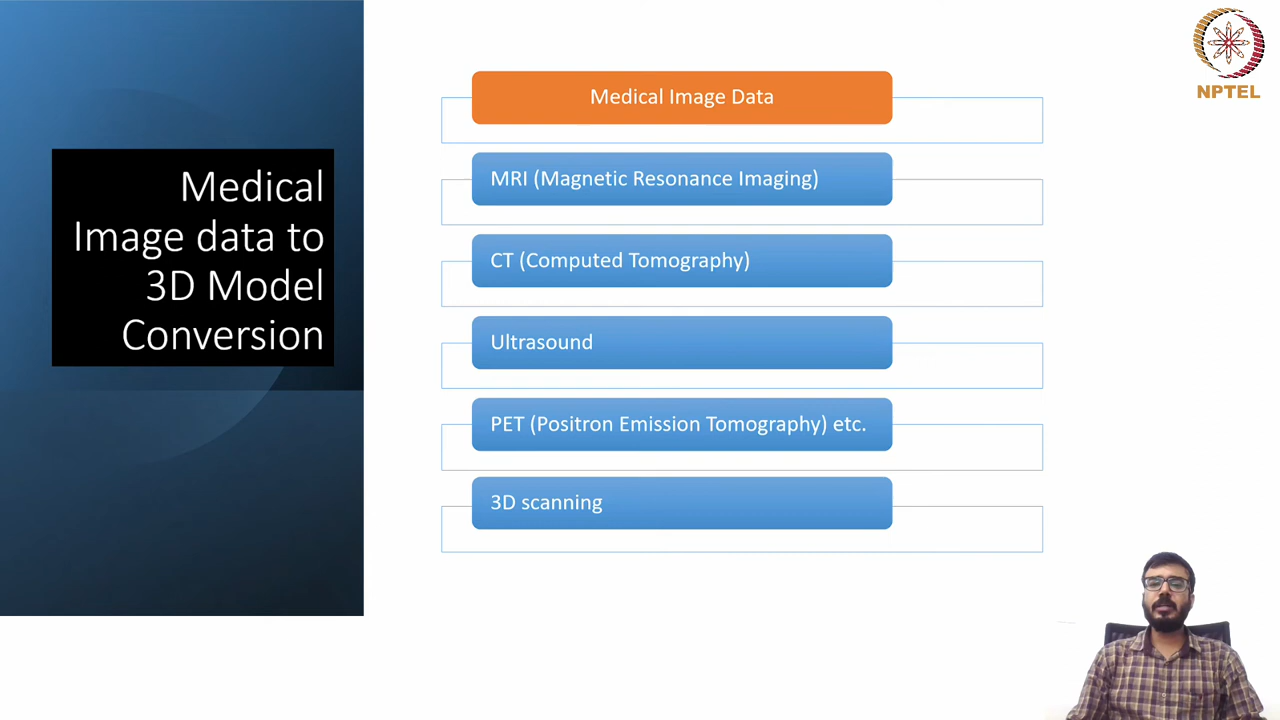 Medical
Image data to
3D Model
Conversion
Medical Image Data
MRI (Magnetic Resonance Imaging)
CT (Computed Tomography)
Ultrasound
PET (Positron Emission Tomography) etc.
3D scanning
NPTEL